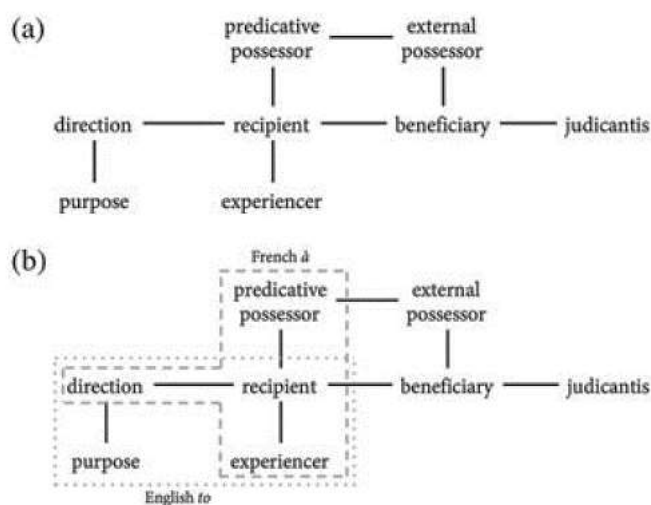 (a)
predicative external
possessor possessor
direction recipient beneficiary judicantis
purpose experiencer
(b)
French à
predicative external
possessor possessor
direction recipient beneficiary judicantis
purpose experiencer
English to